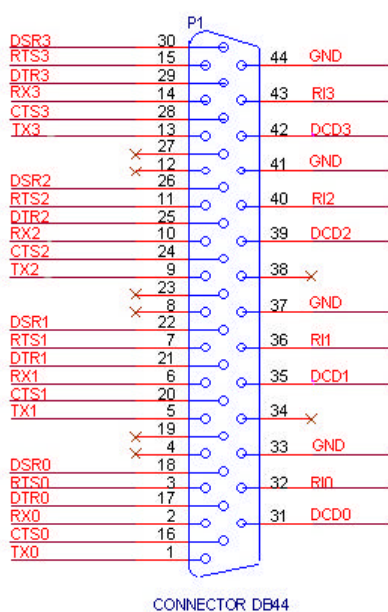 P1
DSR3 30
RTS3 15 44 GND
DTR3 29
RX3 14 43 RI3
CTS3 28
TX3 13 42 DCD3
27
12 41 GND
DSR2 26
RTS2 11 40 RI2
DTR2 25
RX2 10 39 DCD2
CTS2 24
TX2 9 38
23
8 37 GND
DSR1 22
RTS1 7 36 RI1
DTR1 21
RX1 6 35 DCD1
CTS1 20
TX1 5 34
19
4 33 GND
DSR0 18
RTS0 3 32 RI0
DTR0 17
RX0 2 31 DCD0
CTS0 16
TX0 1
CONNECTOR DB44